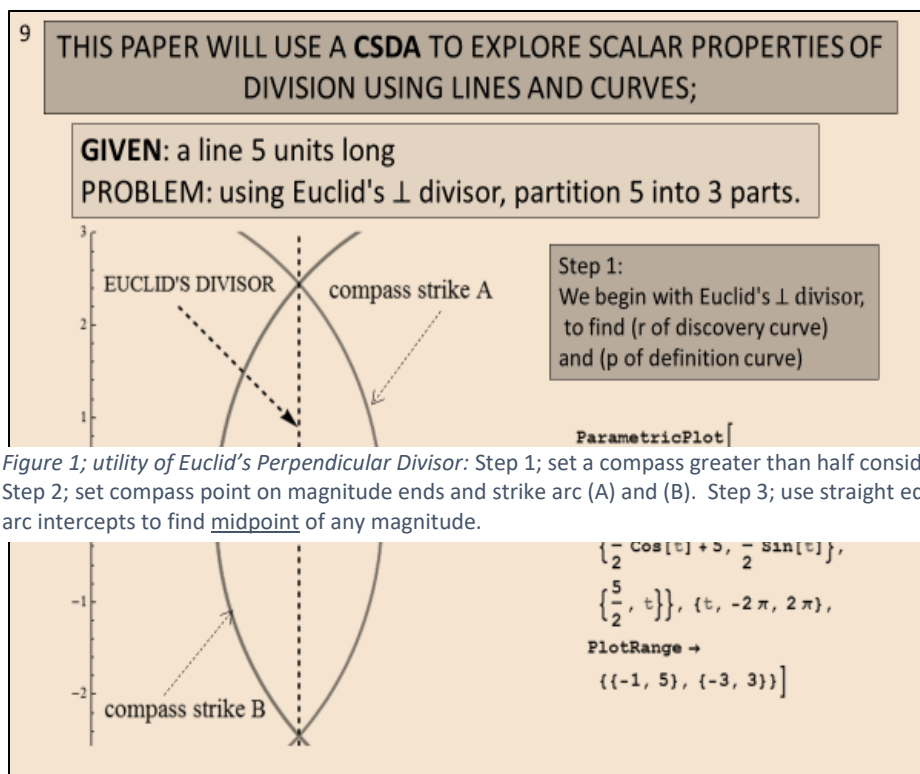 9
THIS PAPER WILL USE A CSDA TO EXPLORE SCALAR PROPERTIES OF
DIVISION USING LINES AND CURVES;
GIVEN: a line 5 units long
PROBLEM: using Euclid's ⊥ divisor, partition 5 into 3 parts.
3
EUCLID'S DIVISOR
compass strike A
2
1
Step 1:
We begin with Euclid's ⊥ divisor,
to find (r of discovery curve)
and (p of definition curve)
ParametricPlot[
Figure 1; utility of Euclid's Perpendicular Divisor: Step 1; set a compass greater than half
Step 2; set compass point on magnitude ends and strike arc (A) and (B). Step 3; use straight
arc intercepts to find midpoint of any magnitude.
-1
-2
compass strike B
2 Cos[t] + 5, 2 Sin[t]},
{5/2, t}}, {t, -2 π, 2 π},
PlotRange →
{{-1, 5}, {-3, 3}}]